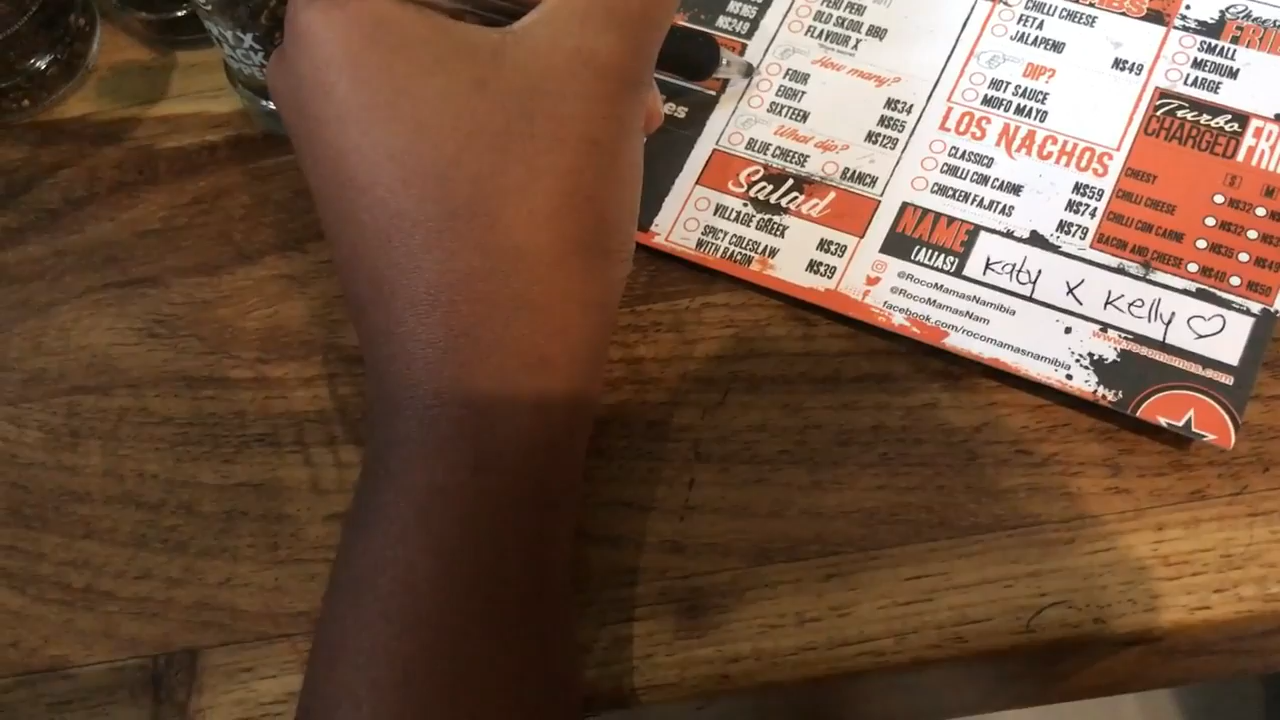 N$165
N$249
PERI PERI
OLD SKOOL BBQ
FLAVOUR X
How many?
FOUR N$34
EIGHT N$65
SIXTEEN N$129
What dip?
BLUE CHEESE
RANCH
Salad
VILLAGE GREEK N$39
SPICY COLESLAW
WITH BACON N$39
CHILLI CHEESE
FETA
JALAPENO
N$49
DIP?
HOT SAUCE
MOFO MAYO
LOS NACHOS
CLASSICO N$59
CHILLI CON CARNE N$74
CHICKEN FAJITAS N$79
SMALL
MEDIUM
LARGE
Turbo
CHARGED
S M
CHEESY N$32
CHILLI CHEESE N$32
CHILLI CON CARNE N$35 N$49
BACON AND CHEESE N$40 N$50
NAME
(ALIAS)
Katy x Kelly ♡
@RocoMamasNamibia
@RocoMamasNam
facebook.com/rocomamasnamibia
www.rocomamas.com